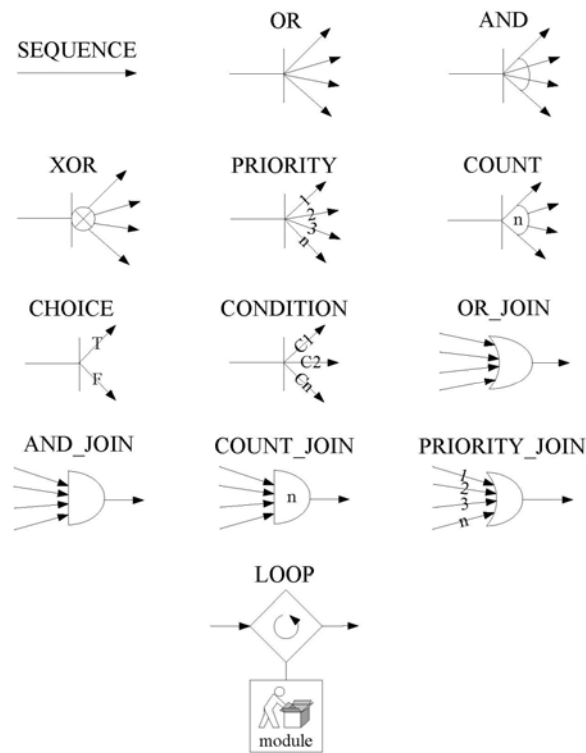 OR
AND
SEQUENCE
XOR
PRIORITY
COUNT
1
2
3
n
n
CHOICE
CONDITION
OR_JOIN
T
F
C1
C2
Cn
AND_JOIN
COUNT_JOIN
PRIORITY_JOIN
n
1
2
3
n
LOOP
module